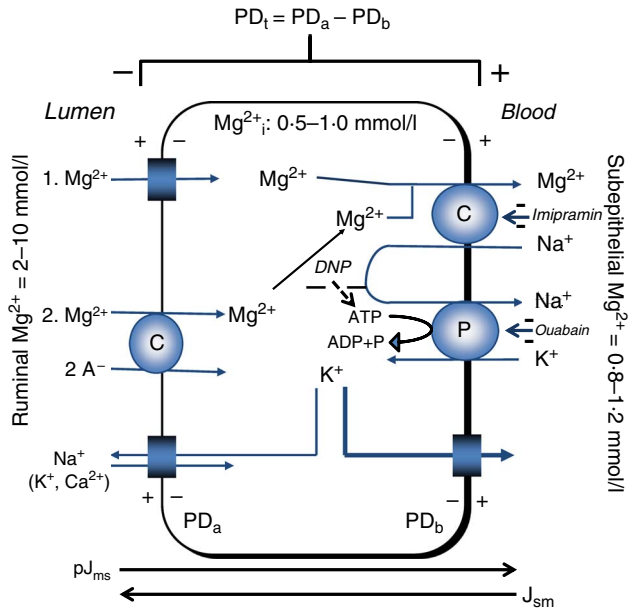 PDt = PDa – PDb
– +
Lumen
Blood
+ – – +
Mg²⁺i: 0·5–1·0 mmol/l
Ruminal Mg²⁺ = 2–10 mmol/l
Subepithelial Mg²⁺ = 0·8–1·2 mmol/l
1. Mg²⁺
Mg²⁺
Mg²⁺
Mg²⁺
C
Imipramin
Na⁺
DNP
2. Mg²⁺
Mg²⁺
Na⁺
ATP
C
P
Ouabain
ADP+P
2 A⁻
K⁺
K⁺
Na⁺
(K⁺, Ca²⁺)
+ – – +
PDa
PDb
pJms
Jsm